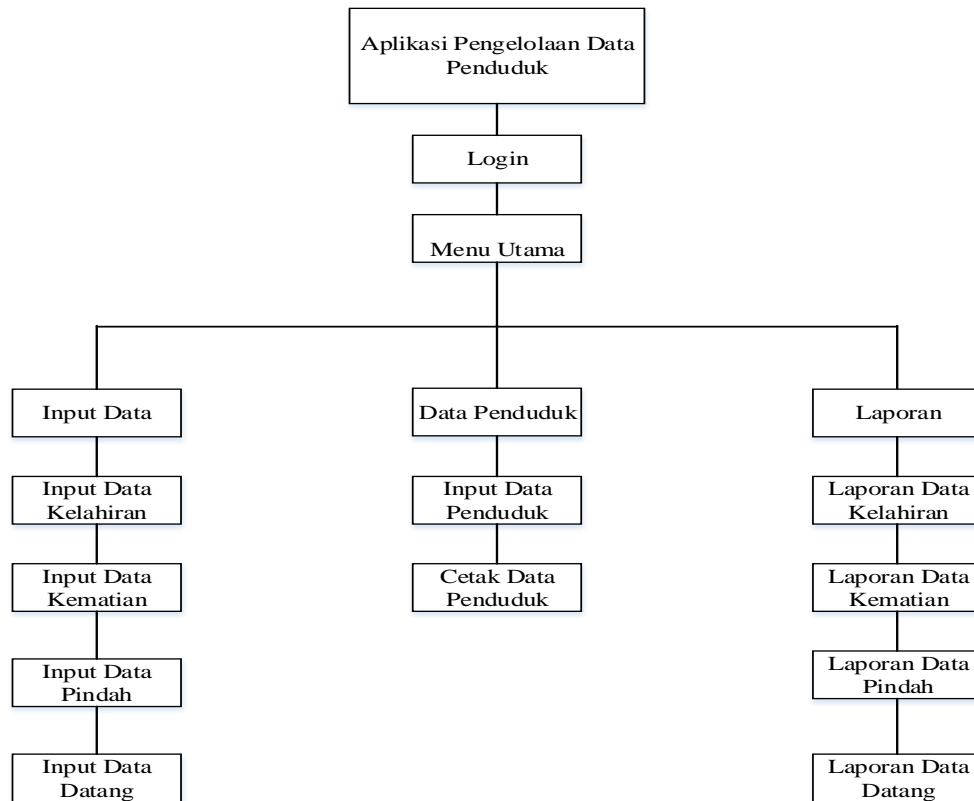 Aplikasi Pengelolaan Data
Penduduk
Login
Menu Utama
Input Data
Data Penduduk
Laporan
Input Data
Kelahiran
Input Data
Penduduk
Laporan Data
Kelahiran
Input Data
Kematian
Cetak Data
Penduduk
Laporan Data
Kematian
Input Data
Pindah
Laporan Data
Pindah
Input Data
Datang
Laporan Data
Datang